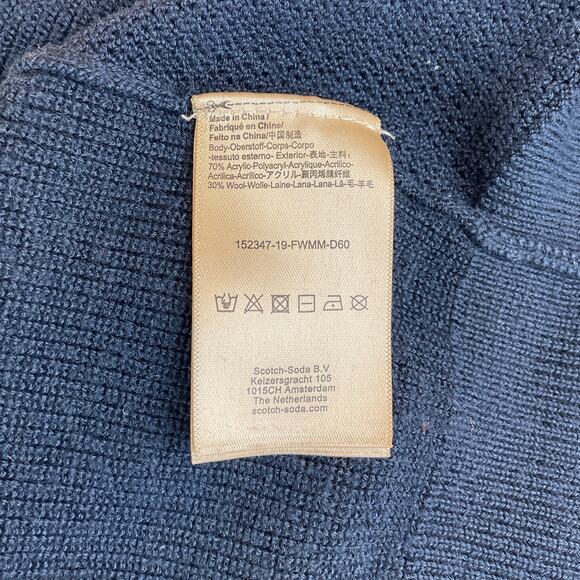 Made in China/
Fabriqué en Chine/
Feito na China/中国制造
Body-Oberstoff-Corps-Corpo
-tessuto esterno- Exterior-表地-主料:
70% Acrylic-Polyacryl-Acrylique-Acrilico-
Acrílica-Acrílico-アクリル-聚丙烯腈纤维
30% Wool-Wolle-Laine-Lana-Lana-Lã-毛-羊毛
152347-19-FWMM-D60
Scotch-Soda B.V
Keizersgracht 105
1015CH Amsterdam
The Netherlands
scotch-soda.com